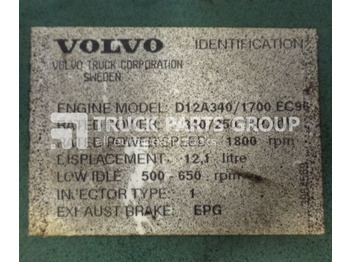 VOLVO IDENTIFICATION
VOLVO TRUCK CORPORATION
SWEDEN
ENGINE MODEL: D12A340/1700 EC96
TRUCK PARTS GROUP
SPEED: 1800 rpm
DISPLACEMENT: 12,1 litre
LOW IDLE: 500 - 650 rpm
INJECTOR TYPE: 1
EXHAUST BRAKE: EPG